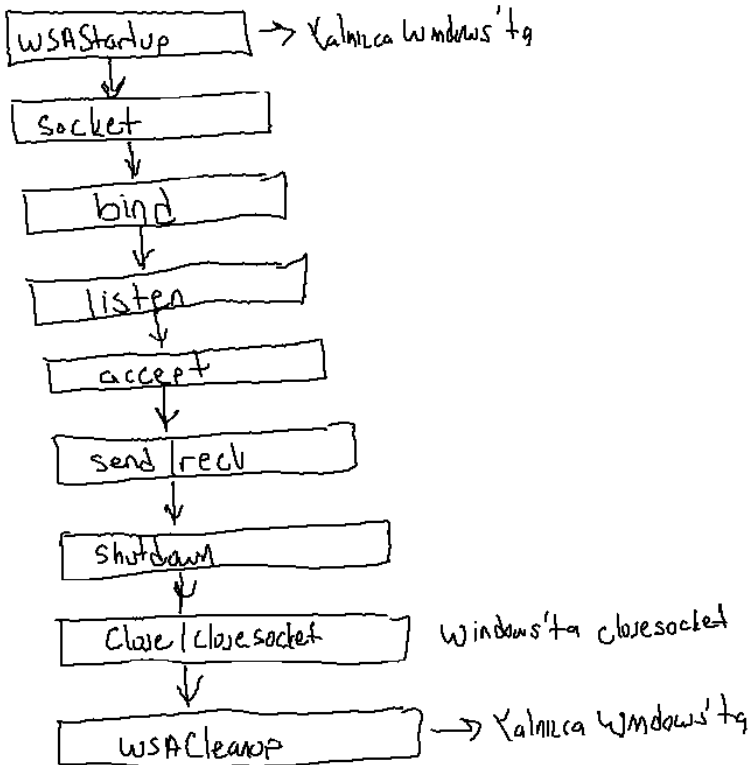 WSAStartup → Yalnızca Windows'ta
socket
bind
listen
accept
send | recv
shutdown
close | closesocket Windows'ta closesocket
WSACleanup → Yalnızca Windows'ta